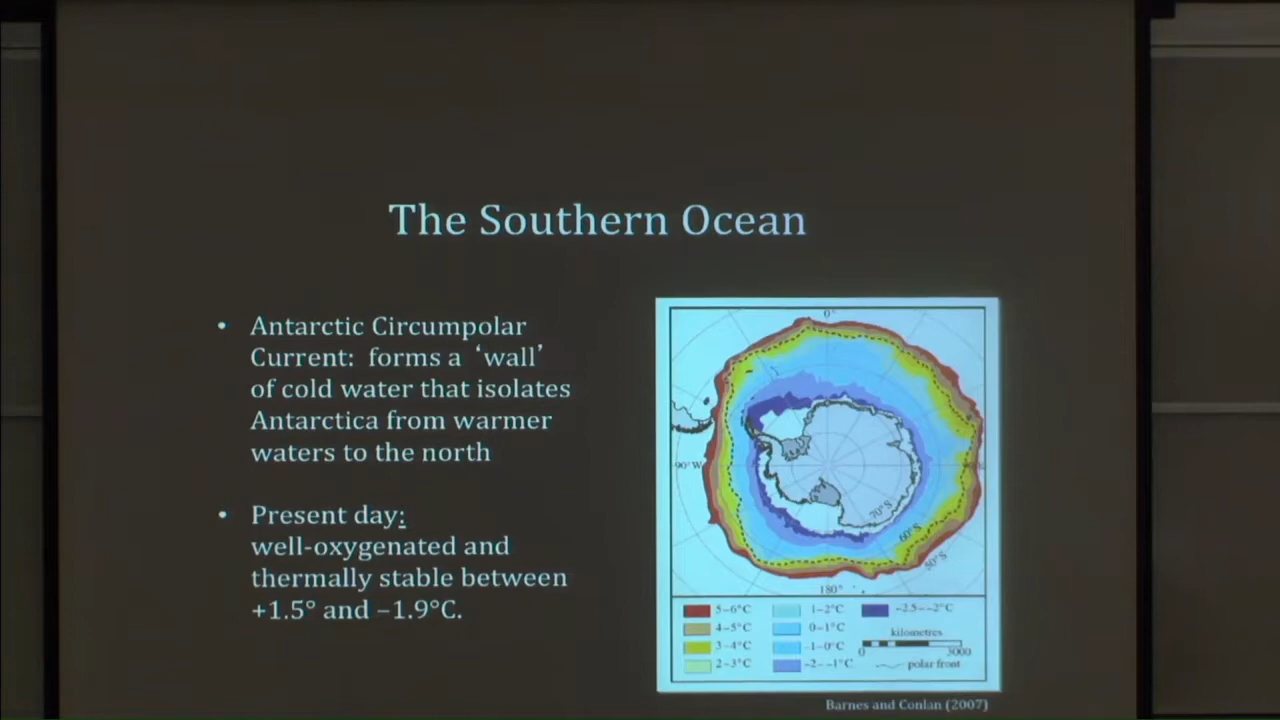 The Southern Ocean
• Antarctic Circumpolar
Current: forms a ‘wall’
of cold water that isolates
Antarctica from warmer
waters to the north
• Present day:
well-oxygenated and
thermally stable between
+1.5° and –1.9°C.
0°
90°W
70°S
60°S
50°S
180°
5–6°C
4–5°C
3–4°C
2–3°C
1–2°C
0–1°C
-1–0°C
-2--1°C
-2.5--2°C
kilometres
0 3000
polar front
Barnes and Conlan (2007)